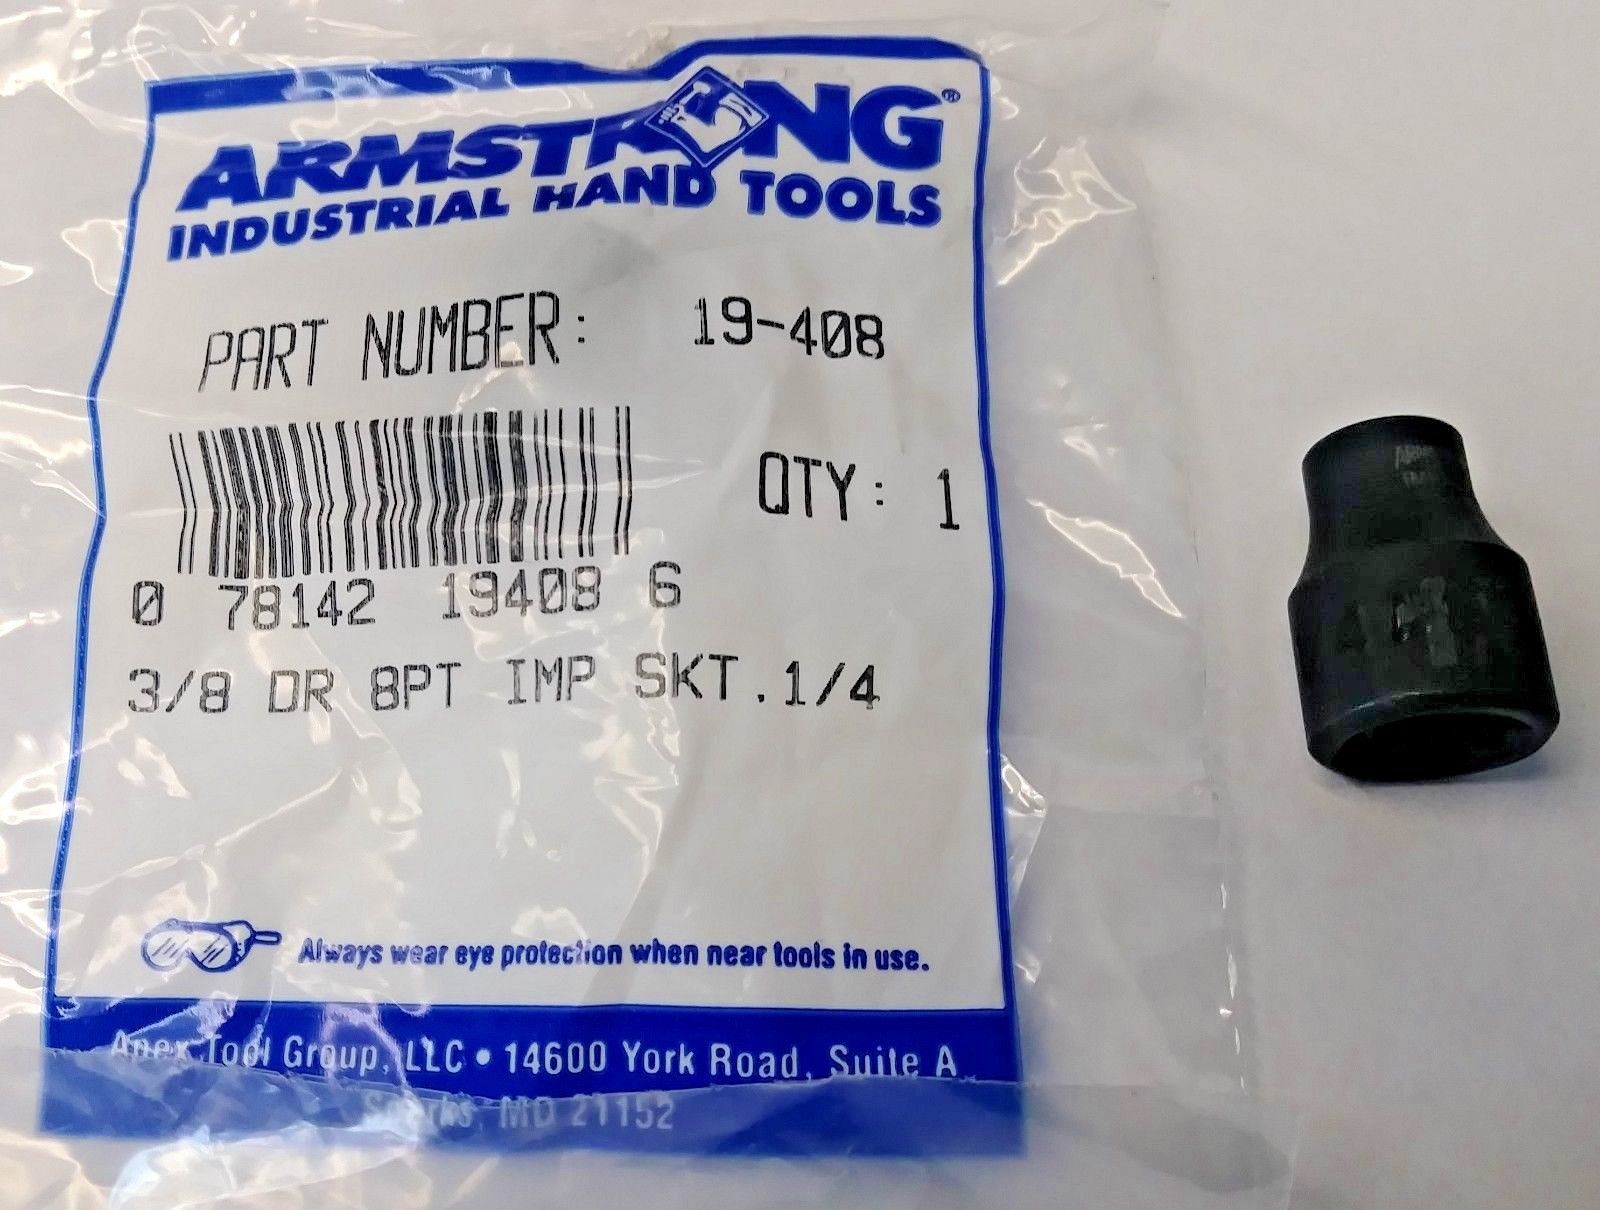 ARMSTRONG®
INDUSTRIAL HAND TOOLS
PART NUMBER: 19-408
QTY: 1
0 78142 19408 6
3/8 DR 8PT IMP SKT.1/4
Always wear eye protection when near tools in use.
Apex Tool Group, LLC • 14600 York Road, Suite A
Sparks, MD 21152